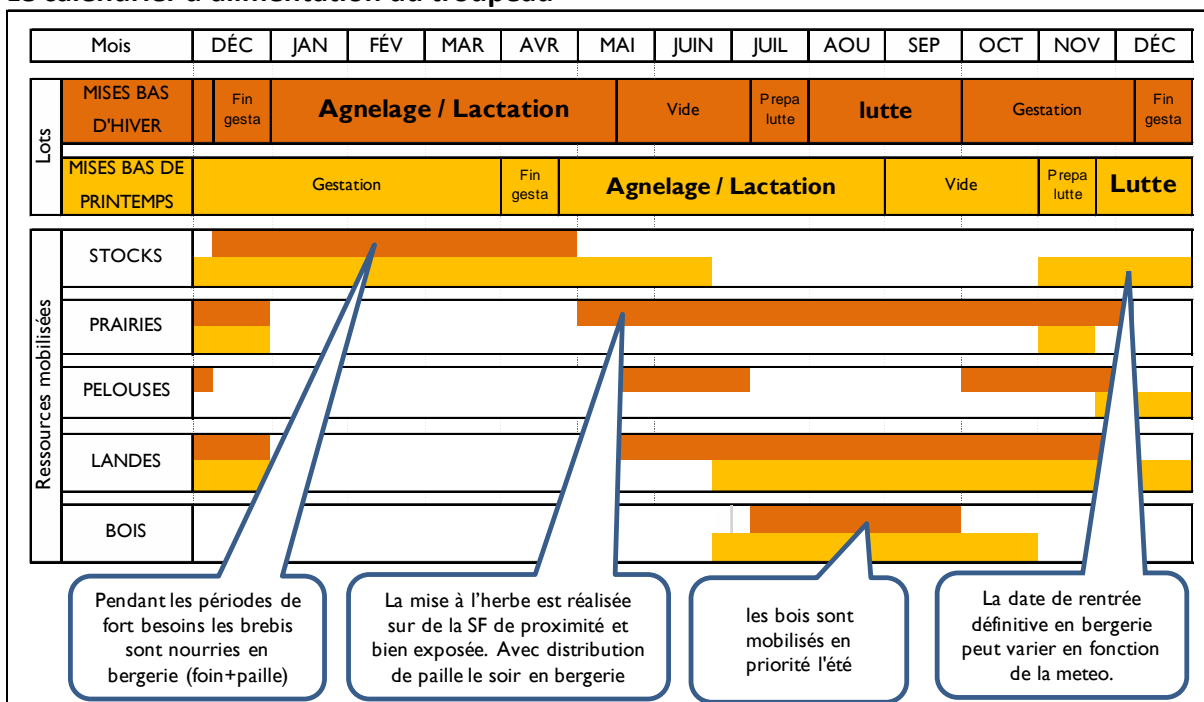 Le calendrier d'alimentation du troupeau
Mois DÉC JAN FÉV MAR AVR MAI JUIN JUIL AOU SEP OCT NOV DÉC
Lots
MISES BAS
D'HIVER
Fin
gesta
Agnelage / Lactation
Vide
Prepa
lutte
lutte
Gestation
Fin
gesta
MISES BAS DE
PRINTEMPS
Gestation
Fin
gesta
Agnelage / Lactation
Vide
Prepa
lutte
Lutte
Ressources mobilisées
STOCKS
PRAIRIES
PELOUSES
LANDES
BOIS
Pendant les périodes de
fort besoins les brebis
sont nourries en
bergerie (foin+paille)
La mise à l'herbe est réalisée
sur de la SF de proximité et
bien exposée. Avec distribution
de paille le soir en bergerie
les bois sont
mobilisés en
priorité l'été
La date de rentrée
définitive en bergerie
peut varier en fonction
de la meteo.